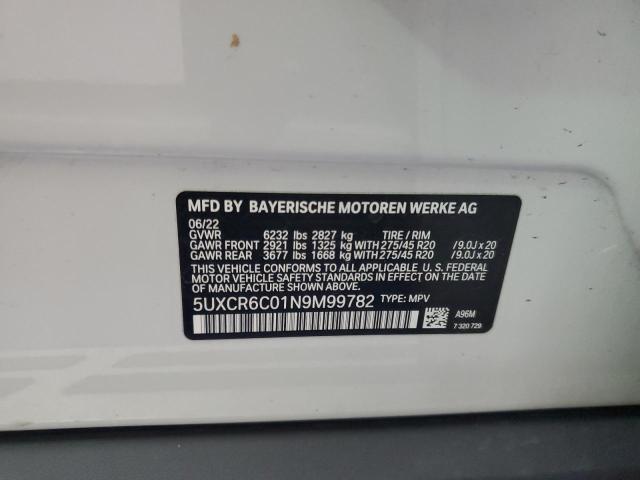 MFD BY BAYERISCHE MOTOREN WERKE AG
06/22
GVWR 6232 lbs 2827 kg TIRE / RIM
GAWR FRONT 2921 lbs 1325 kg WITH 275/45 R20 / 9.0J x 20
GAWR REAR 3677 lbs 1668 kg WITH 275/45 R20 / 9.0J x 20
THIS VEHICLE CONFORMS TO ALL APPLICABLE U. S. FEDERAL
MOTOR VEHICLE SAFETY STANDARDS IN EFFECT ON THE DATE
OF MANUFACTURE SHOWN ABOVE.
5UXCR6C01N9M99782 TYPE: MPV
A96M
7 320 729